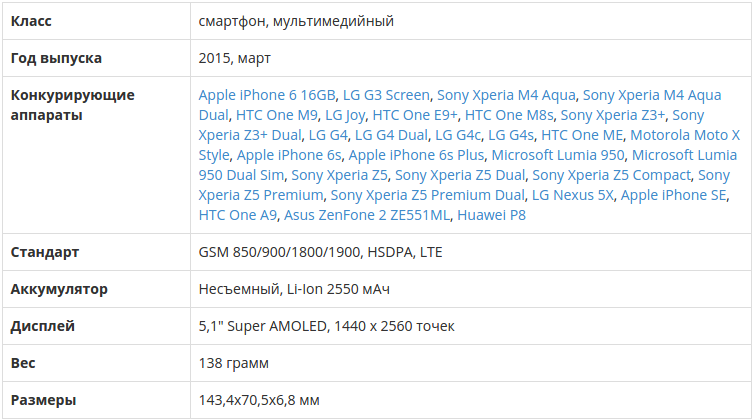 Класс смартфон, мультимедийный
Год выпуска 2015, март
Конкурирующие аппараты Apple iPhone 6 16GB, LG G3 Screen, Sony Xperia M4 Aqua, Sony Xperia M4 Aqua
Dual, HTC One M9, LG Joy, HTC One E9+, HTC One M8s, Sony Xperia Z3+, Sony
Xperia Z3+ Dual, LG G4, LG G4 Dual, LG G4c, LG G4s, HTC One ME, Motorola Moto X
Style, Apple iPhone 6s, Apple iPhone 6s Plus, Microsoft Lumia 950, Microsoft Lumia
950 Dual Sim, Sony Xperia Z5, Sony Xperia Z5 Dual, Sony Xperia Z5 Compact, Sony
Xperia Z5 Premium, Sony Xperia Z5 Premium Dual, LG Nexus 5X, Apple iPhone SE,
HTC One A9, Asus ZenFone 2 ZE551ML, Huawei P8
Стандарт GSM 850/900/1800/1900, HSDPA, LTE
Аккумулятор Несъемный, Li-Ion 2550 мАч
Дисплей 5,1" Super AMOLED, 1440 x 2560 точек
Вес 138 грамм
Размеры 143,4x70,5x6,8 мм